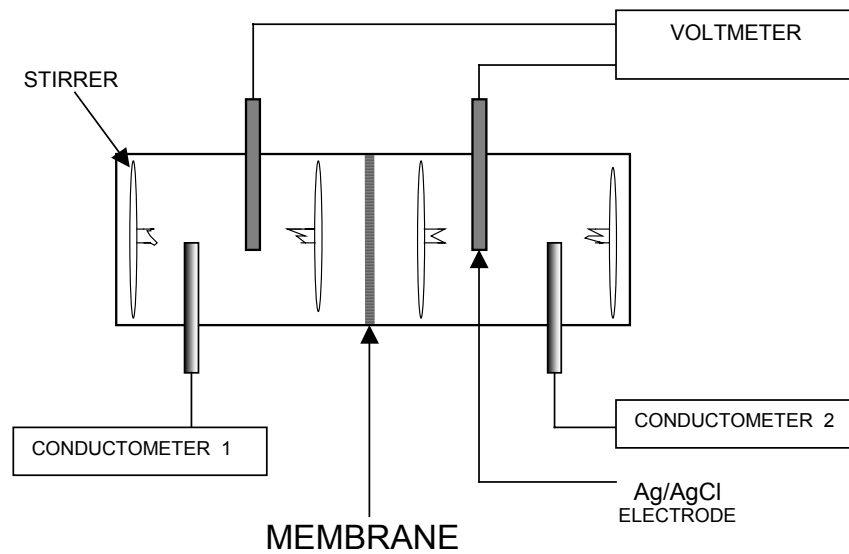 VOLTMETER
STIRRER
CONDUCTOMETER 1
CONDUCTOMETER 2
Ag/AgCl
ELECTRODE
MEMBRANE